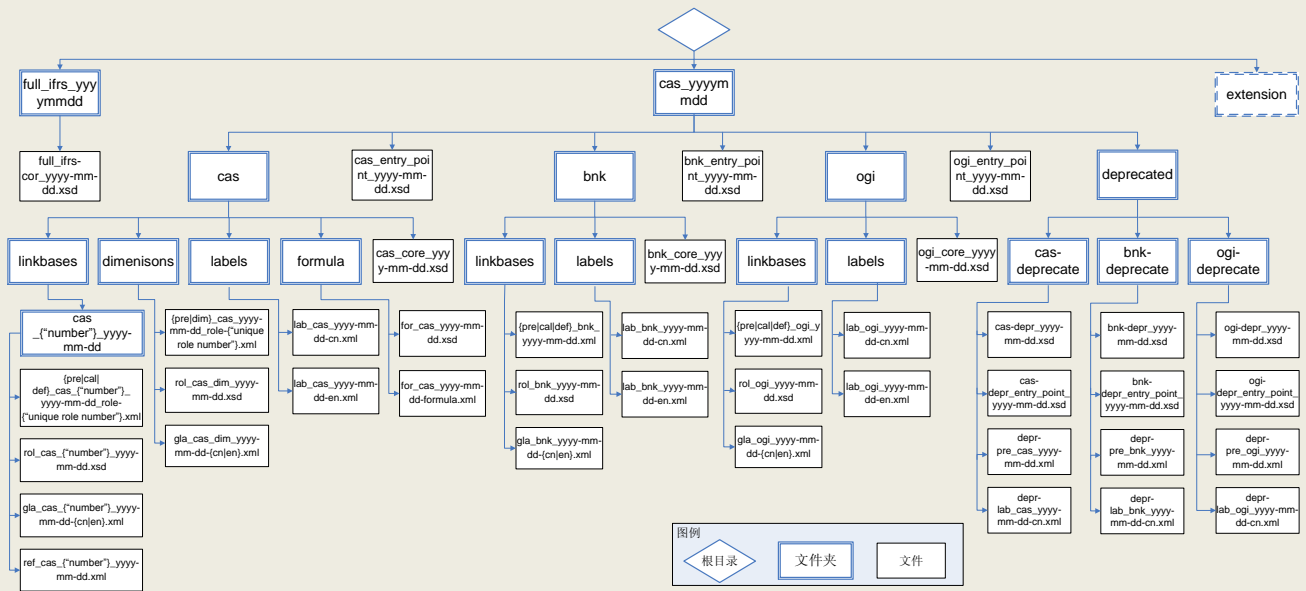 full_ifrs_yyy
ymmdd
cas_yyyym
mdd
extension
full_ifrs-
cor_yyyy-mm-
dd.xsd
cas
cas_entry_poi
nt_yyyy-mm-
dd.xsd
bnk
bnk_entry_poi
nt_yyyy-mm-
dd.xsd
ogi
ogi_entry_poi
nt_yyyy-mm-
dd.xsd
deprecated
linkbases
dimenisons
labels
formula
cas_core_yyy
y-mm-dd.xsd
linkbases
labels
bnk_core_yyy
y-mm-dd.xsd
linkbases
labels
ogi_core_yyyy
-mm-dd.xsd
cas-
deprecate
bnk-
deprecate
ogi-
deprecate
cas
_{“number”}_yyyy-
mm-dd
{pre|cal|
def}_cas_{“number”}_
yyyy-mm-dd_role-
{“unique role number”}.xml
rol_cas_{“number”}_yyyy-
mm-dd.xsd
gla_cas_{“number”}_yyyy-
mm-dd-{cn|en}.xml
ref_cas_{“number”}_yyyy-
mm-dd.xml
{pre|dim}_cas_yyyy-
mm-dd_role-{“unique
role number”}.xml
rol_cas_dim_yyyy-
mm-dd.xsd
gla_cas_dim_yyyy-
mm-dd-{cn|en}.xml
lab_cas_yyyy-mm-
dd-cn.xml
lab_cas_yyyy-mm-
dd-en.xml
for_cas_yyyy-mm-
dd.xsd
for_cas_yyyy-mm-
dd-formula.xml
{pre|cal|def}_bnk_
yyyy-mm-dd.xml
rol_bnk_yyyy-mm-
dd.xsd
gla_bnk_yyyy-mm-
dd-{cn|en}.xml
lab_bnk_yyyy-mm-
dd-cn.xml
lab_bnk_yyyy-mm-
dd-en.xml
{pre|cal|def}_ogi_y
yyy-mm-dd.xml
rol_ogi_yyyy-mm-
dd.xsd
gla_ogi_yyyy-mm-
dd-{cn|en}.xml
lab_ogi_yyyy-mm-
dd-cn.xml
lab_ogi_yyyy-mm-
dd-en.xml
cas-depr_yyyy-
mm-dd.xsd
cas-
depr_entry_point_
yyyy-mm-dd.xsd
depr-
pre_cas_yyyy-
mm-dd.xml
depr-
lab_cas_yyyy-
mm-dd-cn.xml
bnk-depr_yyyy-
mm-dd.xsd
bnk-
depr_entry_point_
yyyy-mm-dd.xsd
depr-
pre_bnk_yyyy-
mm-dd.xml
depr-
lab_bnk_yyyy-
mm-dd-cn.xml
ogi-depr_yyyy-
mm-dd.xsd
ogi-
depr_entry_point_
yyyy-mm-dd.xsd
depr-
pre_ogi_yyyy-
mm-dd.xml
depr-
lab_ogi_yyyy-mm-
dd-cn.xml
图例
根目录
文件夹
文件